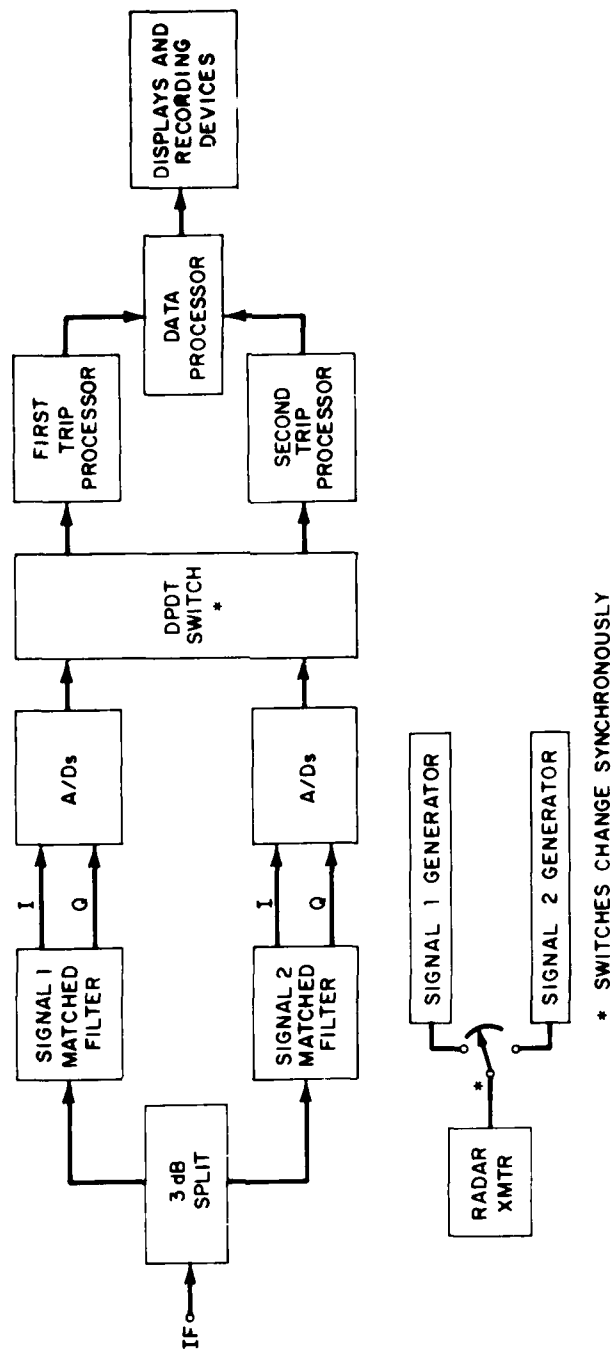 IF
3 dB
SPLIT
SIGNAL 1
MATCHED
FILTER
SIGNAL 2
MATCHED
FILTER
I
Q
I
Q
A/Ds
A/Ds
DPDT
SWITCH
*
FIRST
TRIP
PROCESSOR
SECOND
TRIP
PROCESSOR
DATA
PROCESSOR
DISPLAYS AND
RECORDING
DEVICES
RADAR
XMTR
*
SIGNAL 1 GENERATOR
SIGNAL 2 GENERATOR
* SWITCHES CHANGE SYNCHRONOUSLY